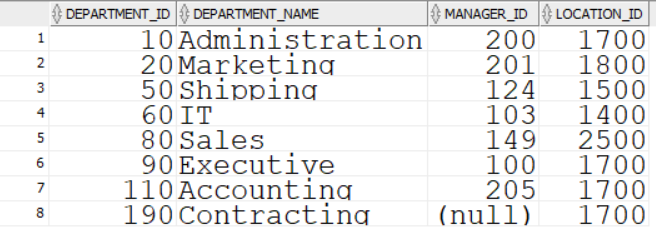 DEPARTMENT_ID DEPARTMENT_NAME MANAGER_ID LOCATION_ID
1 10 Administration 200 1700
2 20 Marketing 201 1800
3 50 Shipping 124 1500
4 60 IT 103 1400
5 80 Sales 149 2500
6 90 Executive 100 1700
7 110 Accounting 205 1700
8 190 Contracting (null) 1700